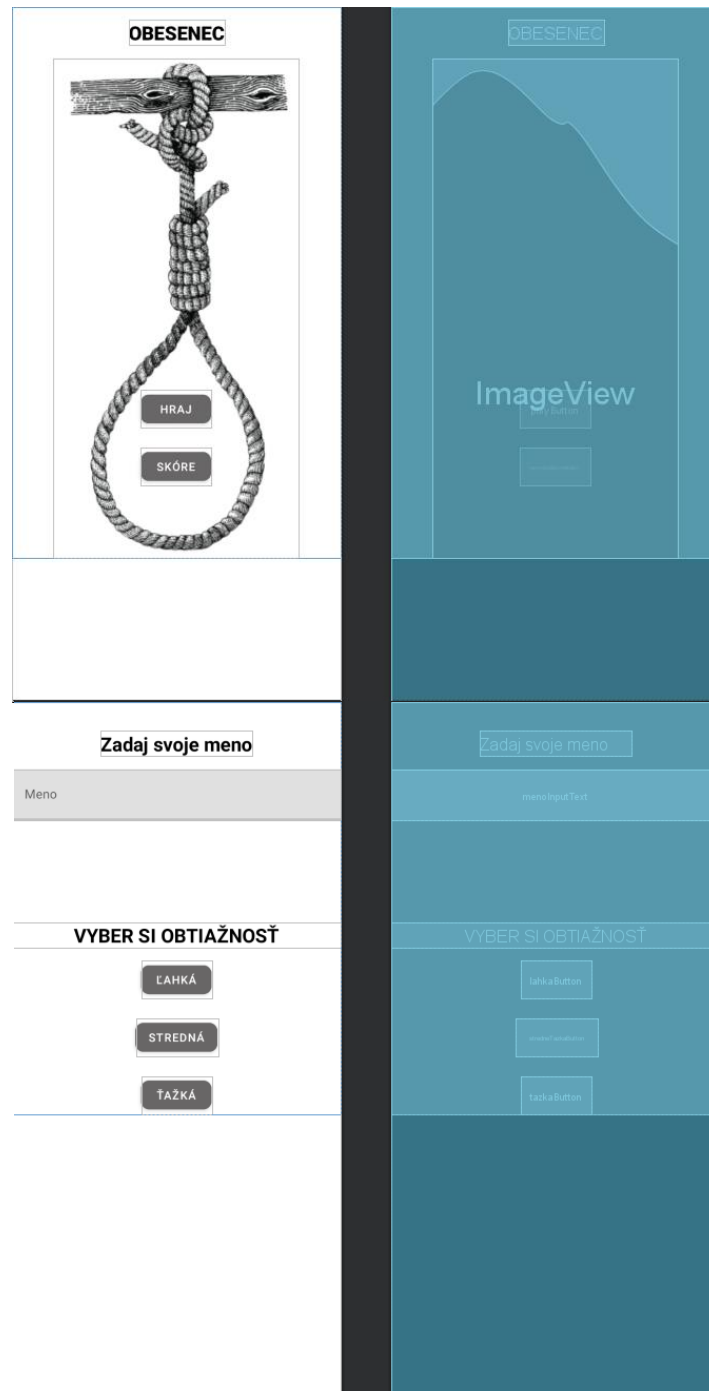 OBESENEC
OBESENEC
ImageView
HRAJ
SKÓRE
Zadaj svoje meno
Zadaj svoje meno
Meno
menoInputText
VYBER SI OBTIAŽNOSŤ
VYBER SI OBTIAŽNOSŤ
ĽAHKÁ
lahkaButton
STREDNÁ
ŤAŽKÁ
tazkaButton